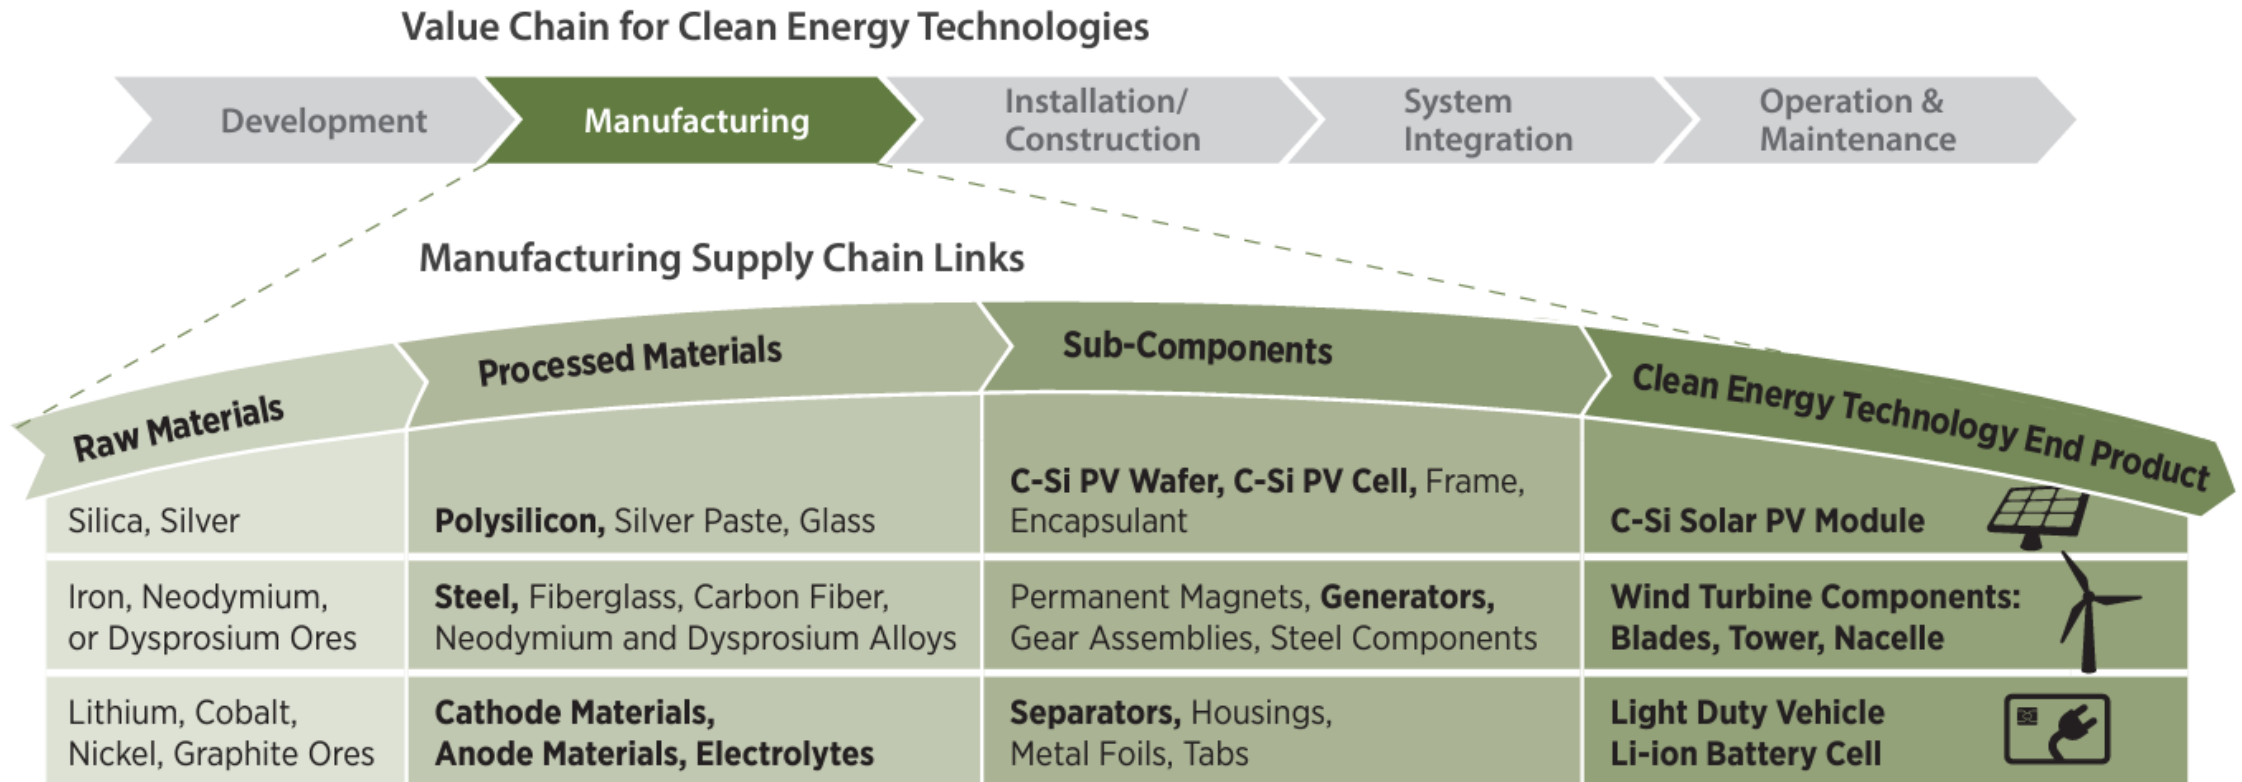 Value Chain for Clean Energy Technologies
Development
Manufacturing
Installation/
Construction
System
Integration
Operation &
Maintenance
Manufacturing Supply Chain Links
Raw Materials
Processed Materials
Sub-Components
Clean Energy Technology End Product
Silica, Silver
Polysilicon, Silver Paste, Glass
C-Si PV Wafer, C-Si PV Cell, Frame,
Encapsulant
C-Si Solar PV Module
Iron, Neodymium,
or Dysprosium Ores
Steel, Fiberglass, Carbon Fiber,
Neodymium and Dysprosium Alloys
Permanent Magnets, Generators,
Gear Assemblies, Steel Components
Wind Turbine Components:
Blades, Tower, Nacelle
Lithium, Cobalt,
Nickel, Graphite Ores
Cathode Materials,
Anode Materials, Electrolytes
Separators, Housings,
Metal Foils, Tabs
Light Duty Vehicle
Li-ion Battery Cell